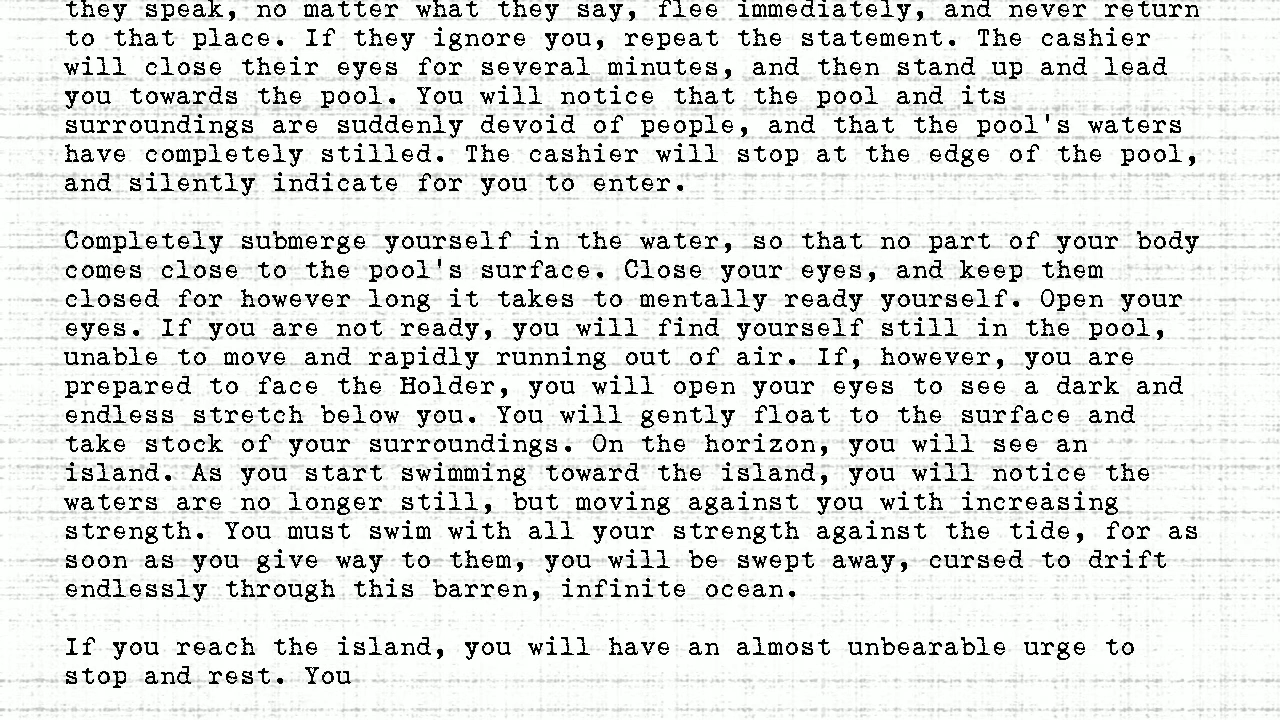 they speak, no matter what they say, flee immediately, and never return
to that place. If they ignore you, repeat the statement. The cashier
will close their eyes for several minutes, and then stand up and lead
you towards the pool. You will notice that the pool and its
surroundings are suddenly devoid of people, and that the pool's waters
have completely stilled. The cashier will stop at the edge of the pool,
and silently indicate for you to enter.

Completely submerge yourself in the water, so that no part of your body
comes close to the pool's surface. Close your eyes, and keep them
closed for however long it takes to mentally ready yourself. Open your
eyes. If you are not ready, you will find yourself still in the pool,
unable to move and rapidly running out of air. If, however, you are
prepared to face the Holder, you will open your eyes to see a dark and
endless stretch below you. You will gently float to the surface and
take stock of your surroundings. On the horizon, you will see an
island. As you start swimming toward the island, you will notice the
waters are no longer still, but moving against you with increasing
strength. You must swim with all your strength against the tide, for as
soon as you give way to them, you will be swept away, cursed to drift
endlessly through this barren, infinite ocean.

If you reach the island, you will have an almost unbearable urge to
stop and rest. You